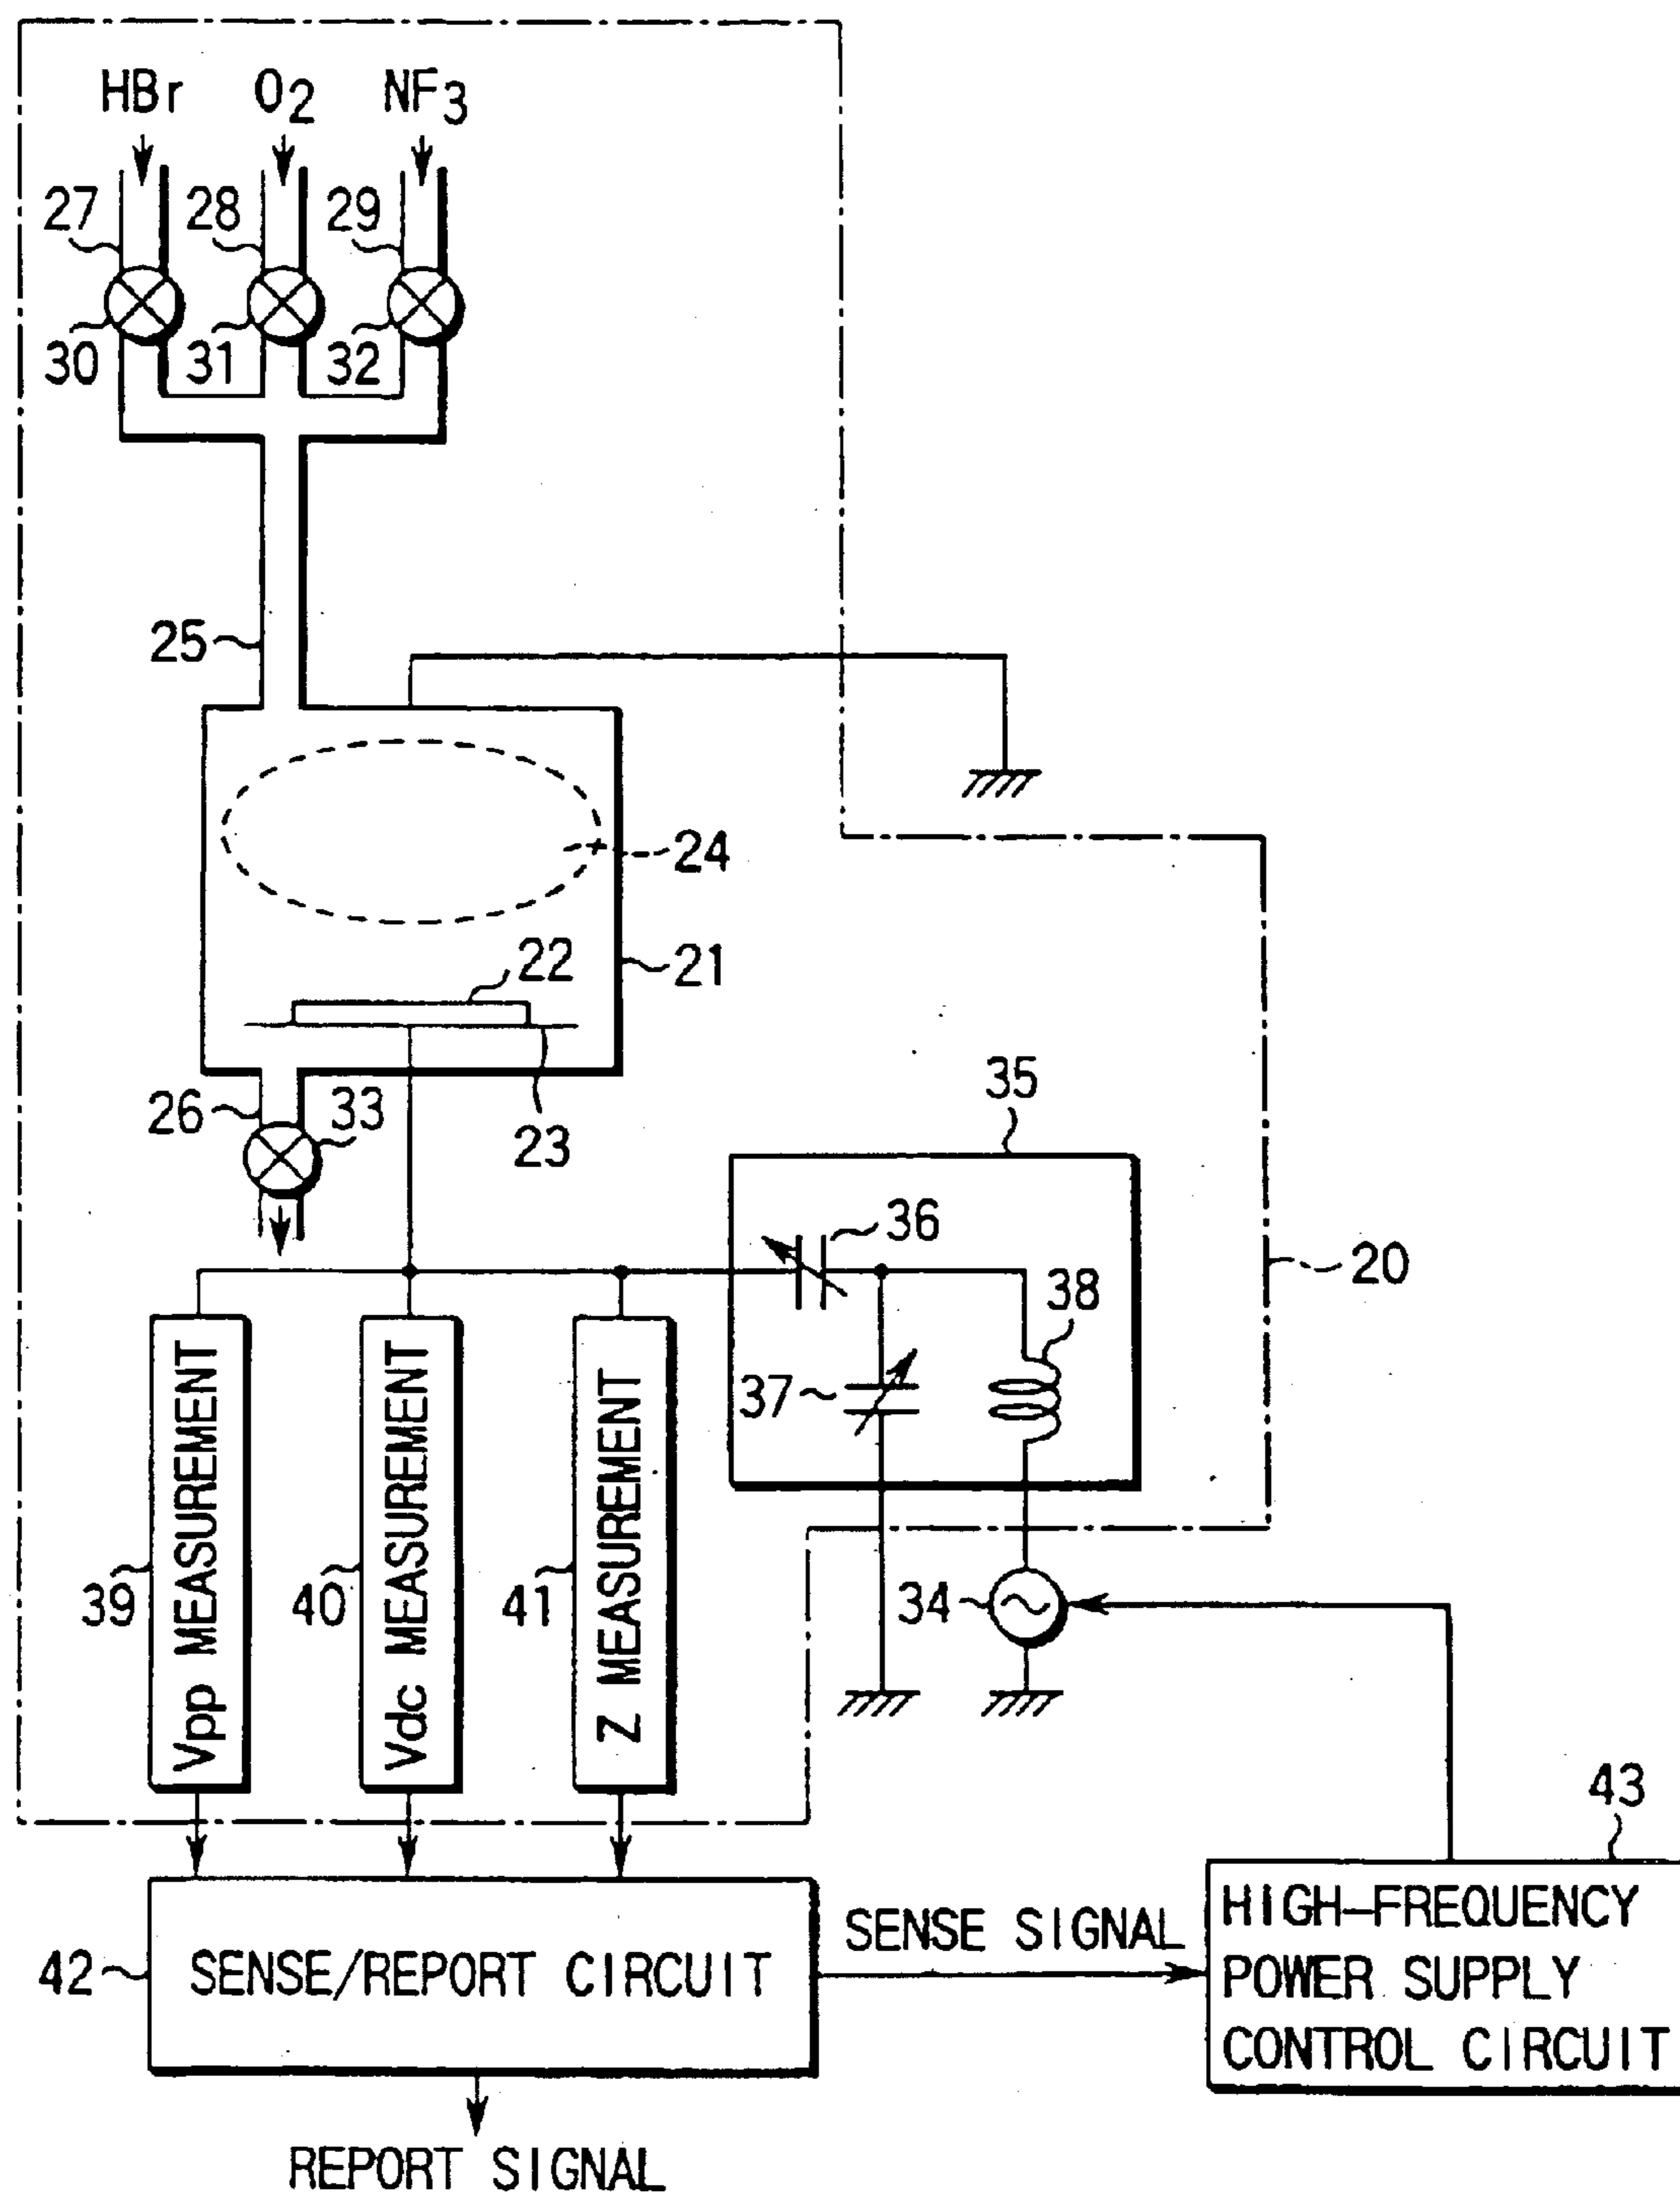 HBr O2 NF3
27 28 29
30 31 32
25
24
22
21
26 33
23
35
36
38
20
37
39 Vpp MEASUREMENT
40 Vdc MEASUREMENT
41 Z MEASUREMENT
34
43
42 SENSE/REPORT CIRCUIT
SENSE SIGNAL
HIGH-FREQUENCY
POWER SUPPLY
CONTROL CIRCUIT
REPORT SIGNAL